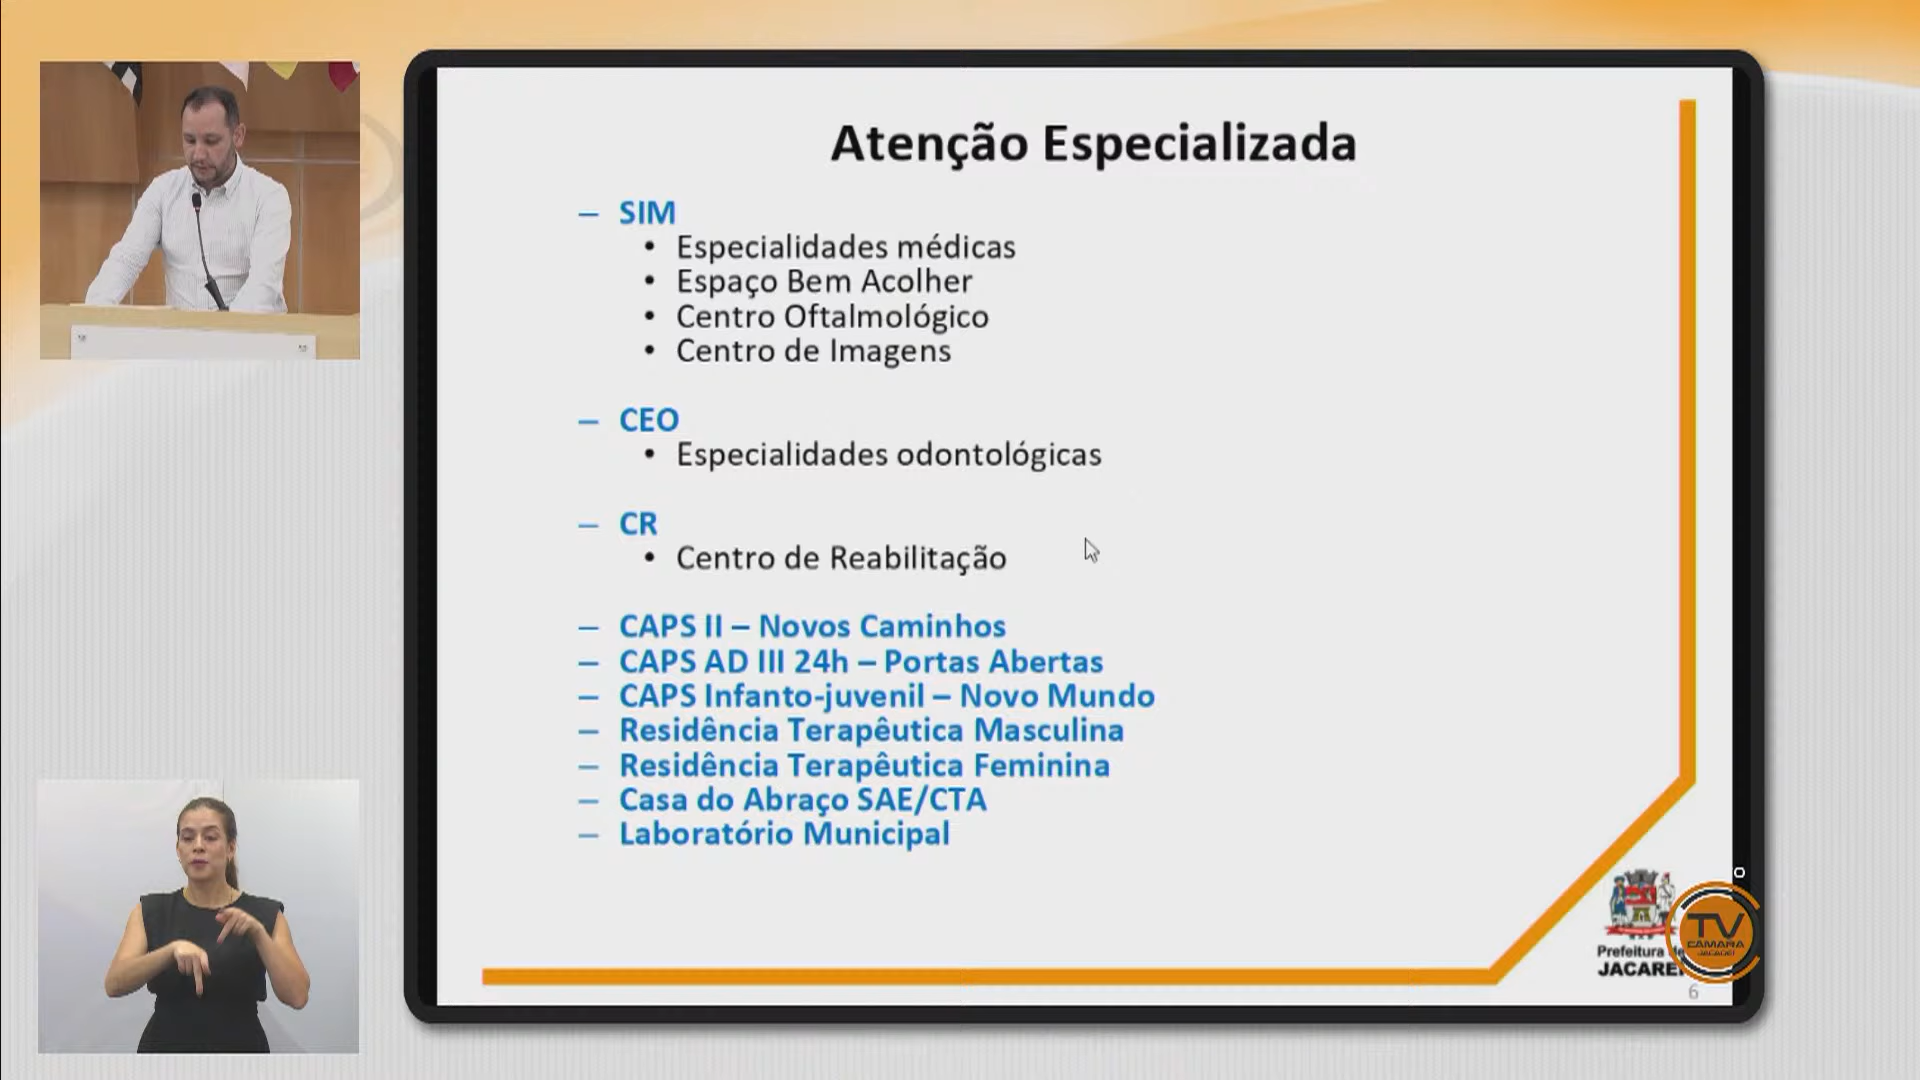 Atenção Especializada
– SIM
• Especialidades médicas
• Espaço Bem Acolher
• Centro Oftalmológico
• Centro de Imagens
– CEO
• Especialidades odontológicas
– CR
• Centro de Reabilitação
– CAPS II – Novos Caminhos
– CAPS AD III 24h – Portas Abertas
– CAPS Infanto-juvenil – Novo Mundo
– Residência Terapêutica Masculina
– Residência Terapêutica Feminina
– Casa do Abraço SAE/CTA
– Laboratório Municipal
Prefeitura
JACARE
TV
CÂMARA
JACAREÍ
6